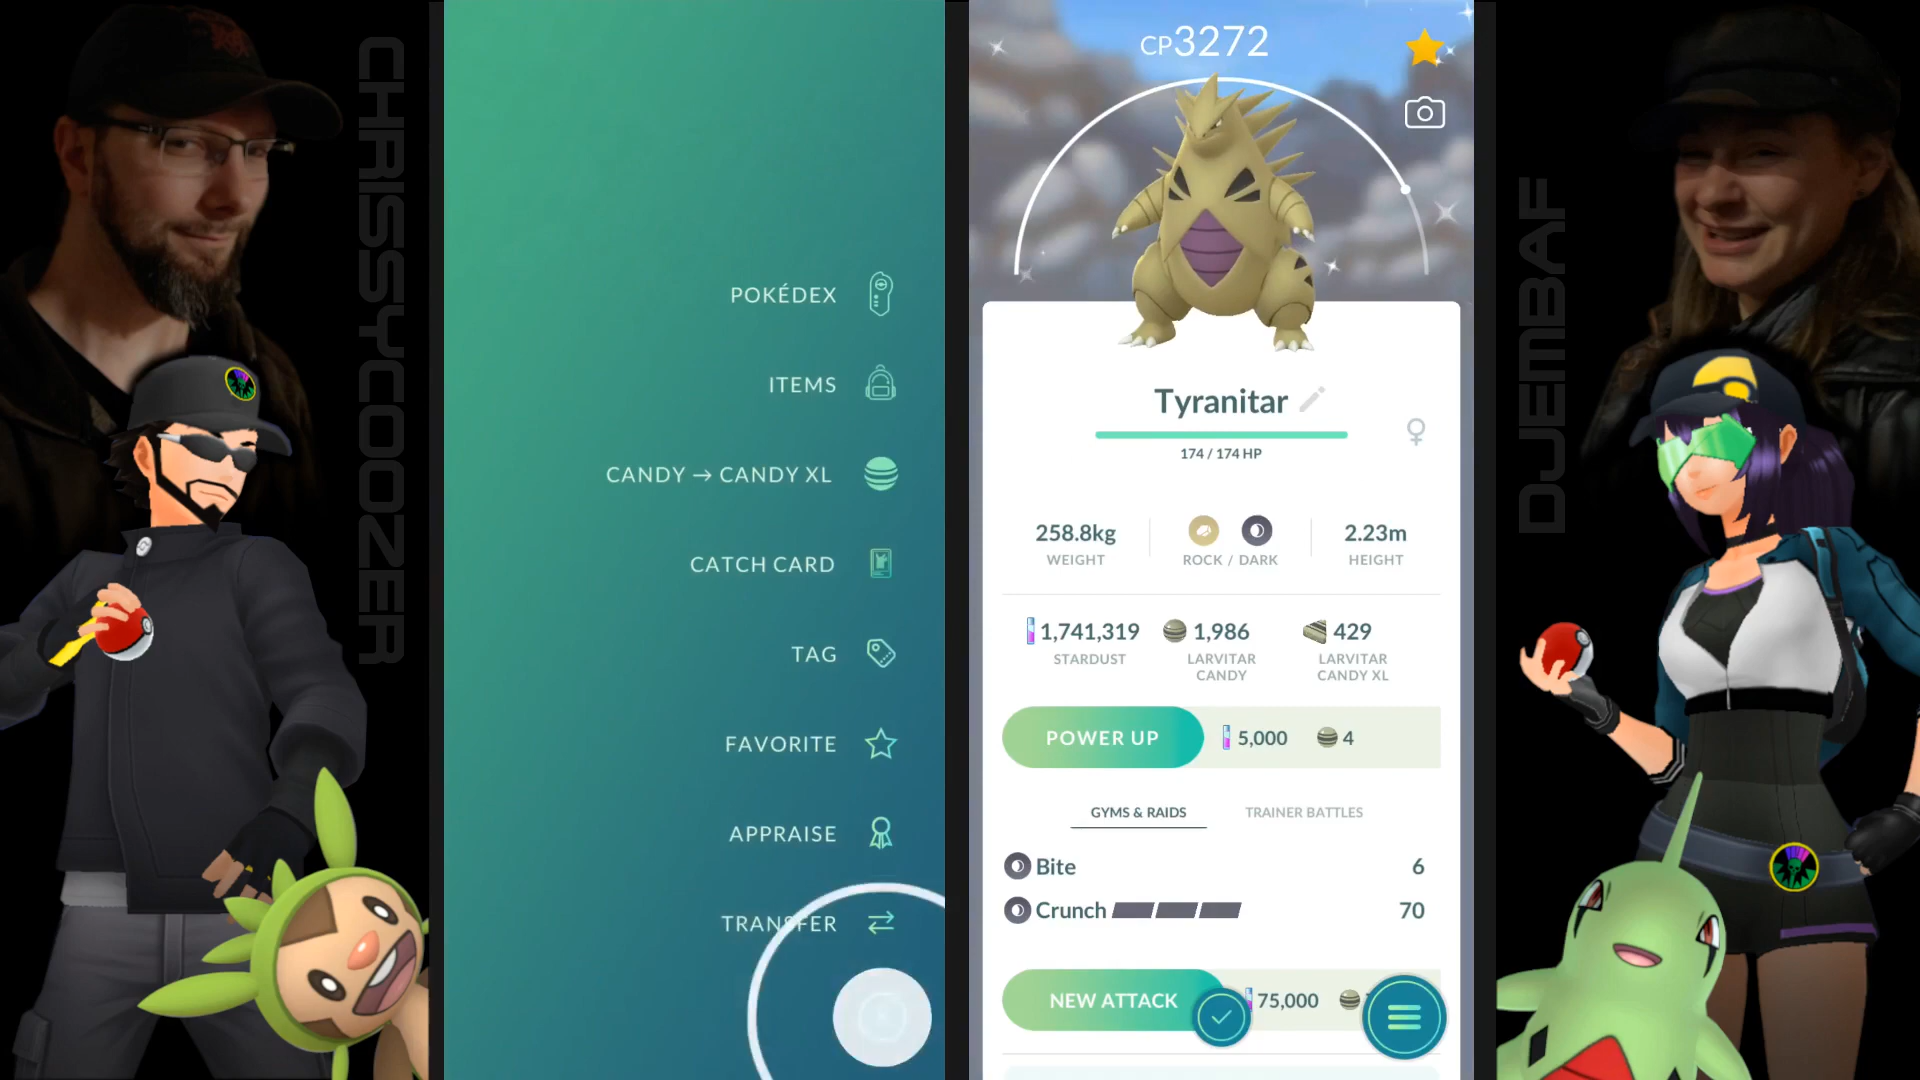 CHRISSYCOOZER
POKÉDEX
ITEMS
CANDY → CANDY XL
CATCH CARD
TAG
FAVORITE
APPRAISE
TRANSFER
CP3272
Tyranitar
174 / 174 HP
258.8kg
WEIGHT
ROCK / DARK
2.23m
HEIGHT
1,741,319
STARDUST
1,986
LARVITAR
CANDY
429
LARVITAR
CANDY XL
POWER UP 5,000 4
GYMS & RAIDS TRAINER BATTLES
Bite 6
Crunch 70
NEW ATTACK 75,000
DJEMBAF